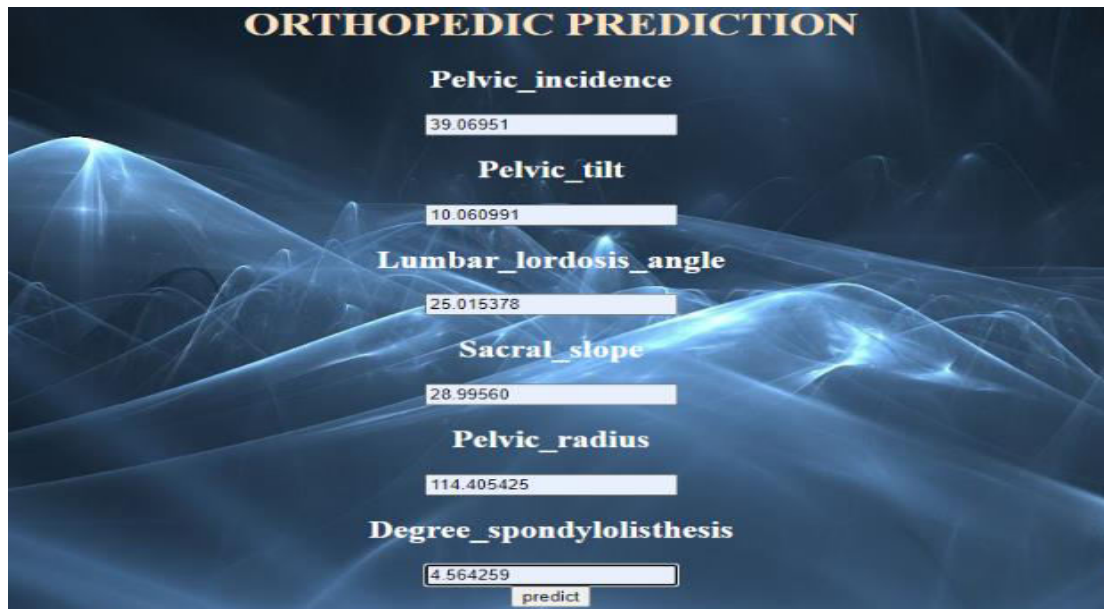 ORTHOPEDIC PREDICTION
Pelvic_incidence
39.06951
Pelvic_tilt
10.060991
Lumbar_lordosis_angle
25.015378
Sacral_slope
28.99560
Pelvic_radius
114.405425
Degree_spondylolisthesis
4.564259
predict